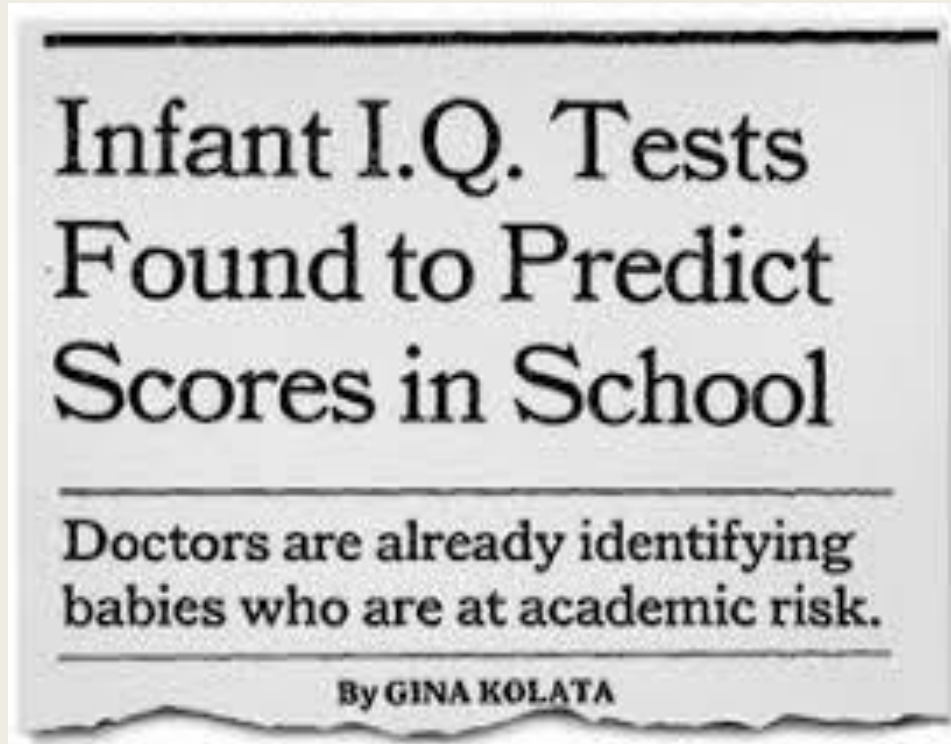 Infant I.Q. Tests
Found to Predict
Scores in School
Doctors are already identifying
babies who are at academic risk.
By GINA KOLATA